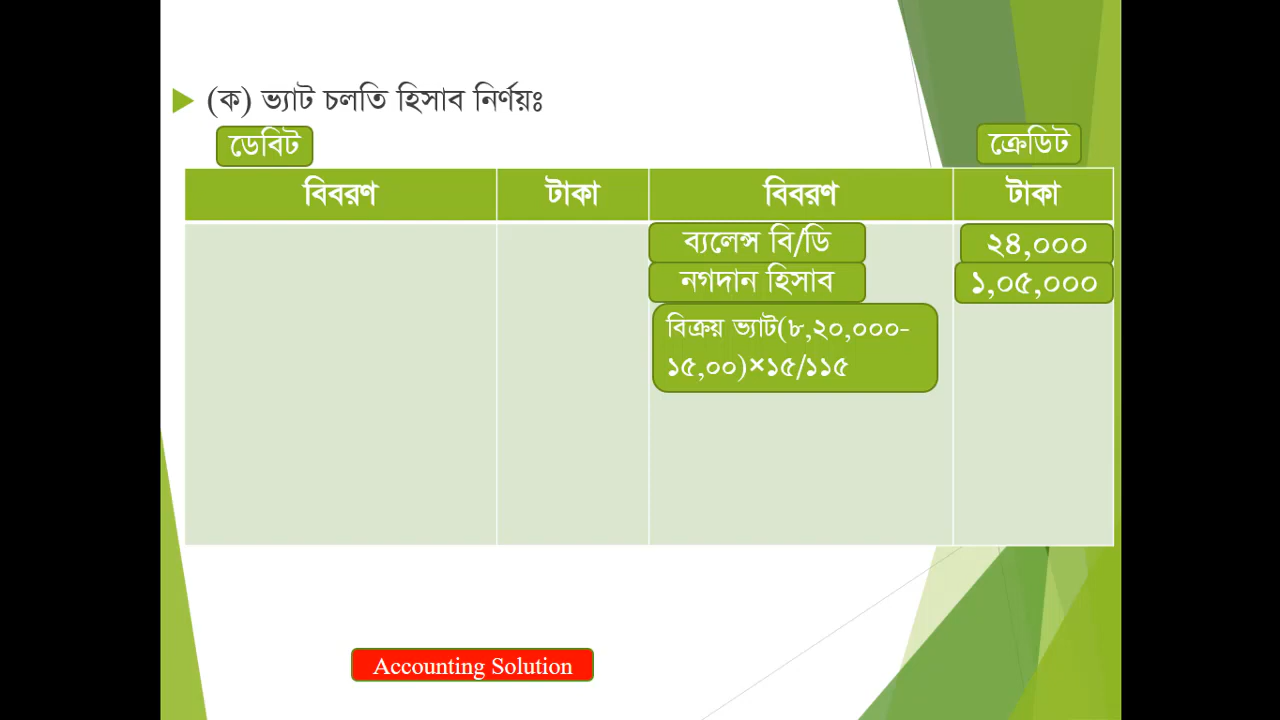 (ক) ভ্যাট চলতি হিসাব নির্ণয়ঃ
ডেবিট
ক্রেডিট
বিবরণ টাকা বিবরণ টাকা
ব্যলেন্স বি/ডি ২৪,০০০
নগদান হিসাব ১,০৫,০০০
বিক্রয় ভ্যাট(৮,২০,০০০-
১৫,০০)×১৫/১১৫
Accounting Solution